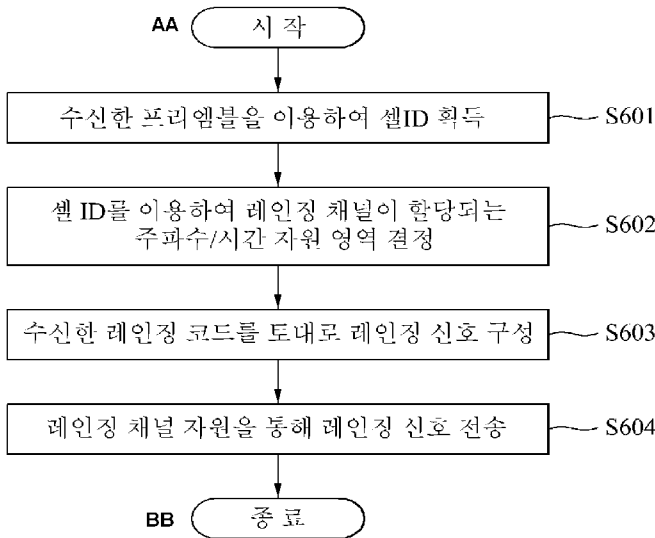 AA 시 작
수신한 프리앰블을 이용하여 셀ID 획득 S601
셀 ID를 이용하여 레인징 채널이 할당되는
주파수/시간 자원 영역 결정 S602
수신한 레인징 코드를 토대로 레인징 신호 구성 S603
레인징 채널 자원을 통해 레인징 신호 전송 S604
BB 종 료